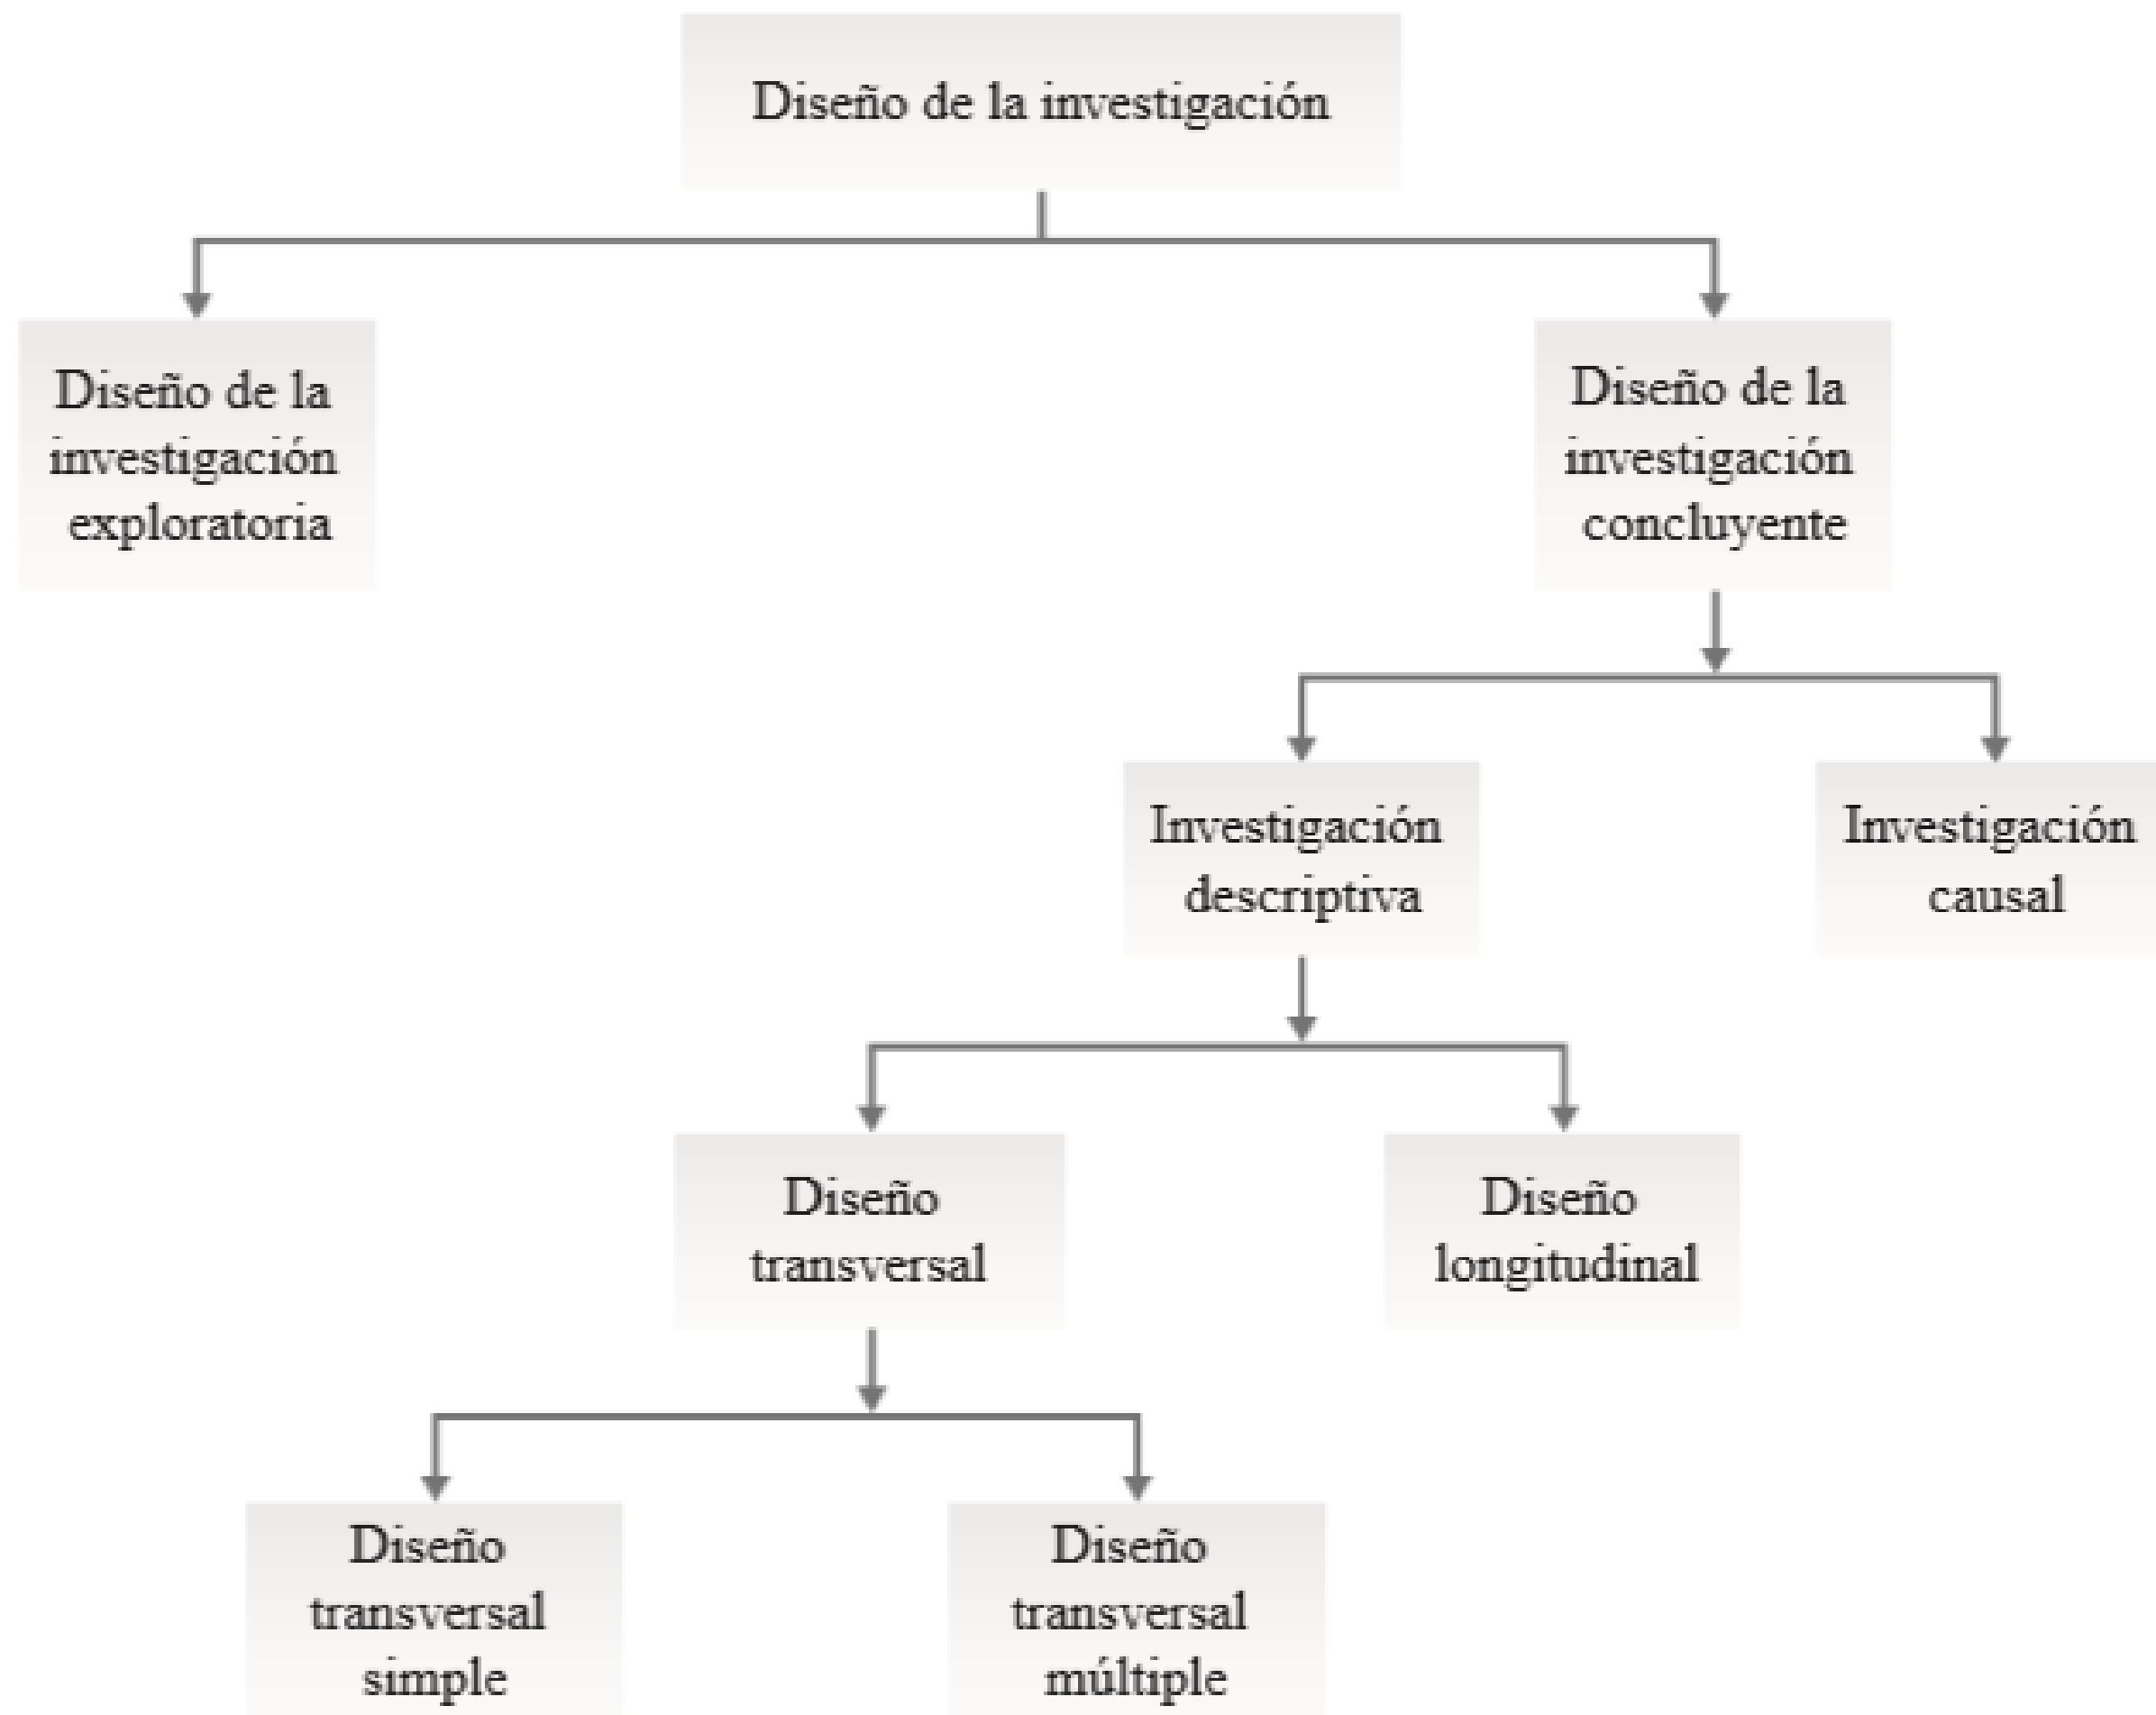 Diseño de la investigación
Diseño de la
investigación
exploratoria
Diseño de la
investigación
concluyente
Investigación
descriptiva
Investigación
causal
Diseño
transversal
Diseño
longitudinal
Diseño
transversal
simple
Diseño
transversal
múltiple